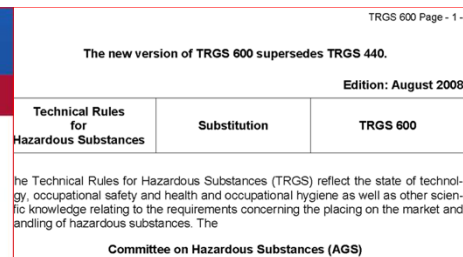 TRGS 600 Page - 1 -
The new version of TRGS 600 supersedes TRGS 440.
Edition: August 2008
Technical Rules
for
Hazardous Substances
Substitution
TRGS 600
he Technical Rules for Hazardous Substances (TRGS) reflect the state of technol-
gy, occupational safety and health and occupational hygiene as well as other scien-
fic knowledge relating to the requirements concerning the placing on the market and
andling of hazardous substances. The
Committee on Hazardous Substances (AGS)